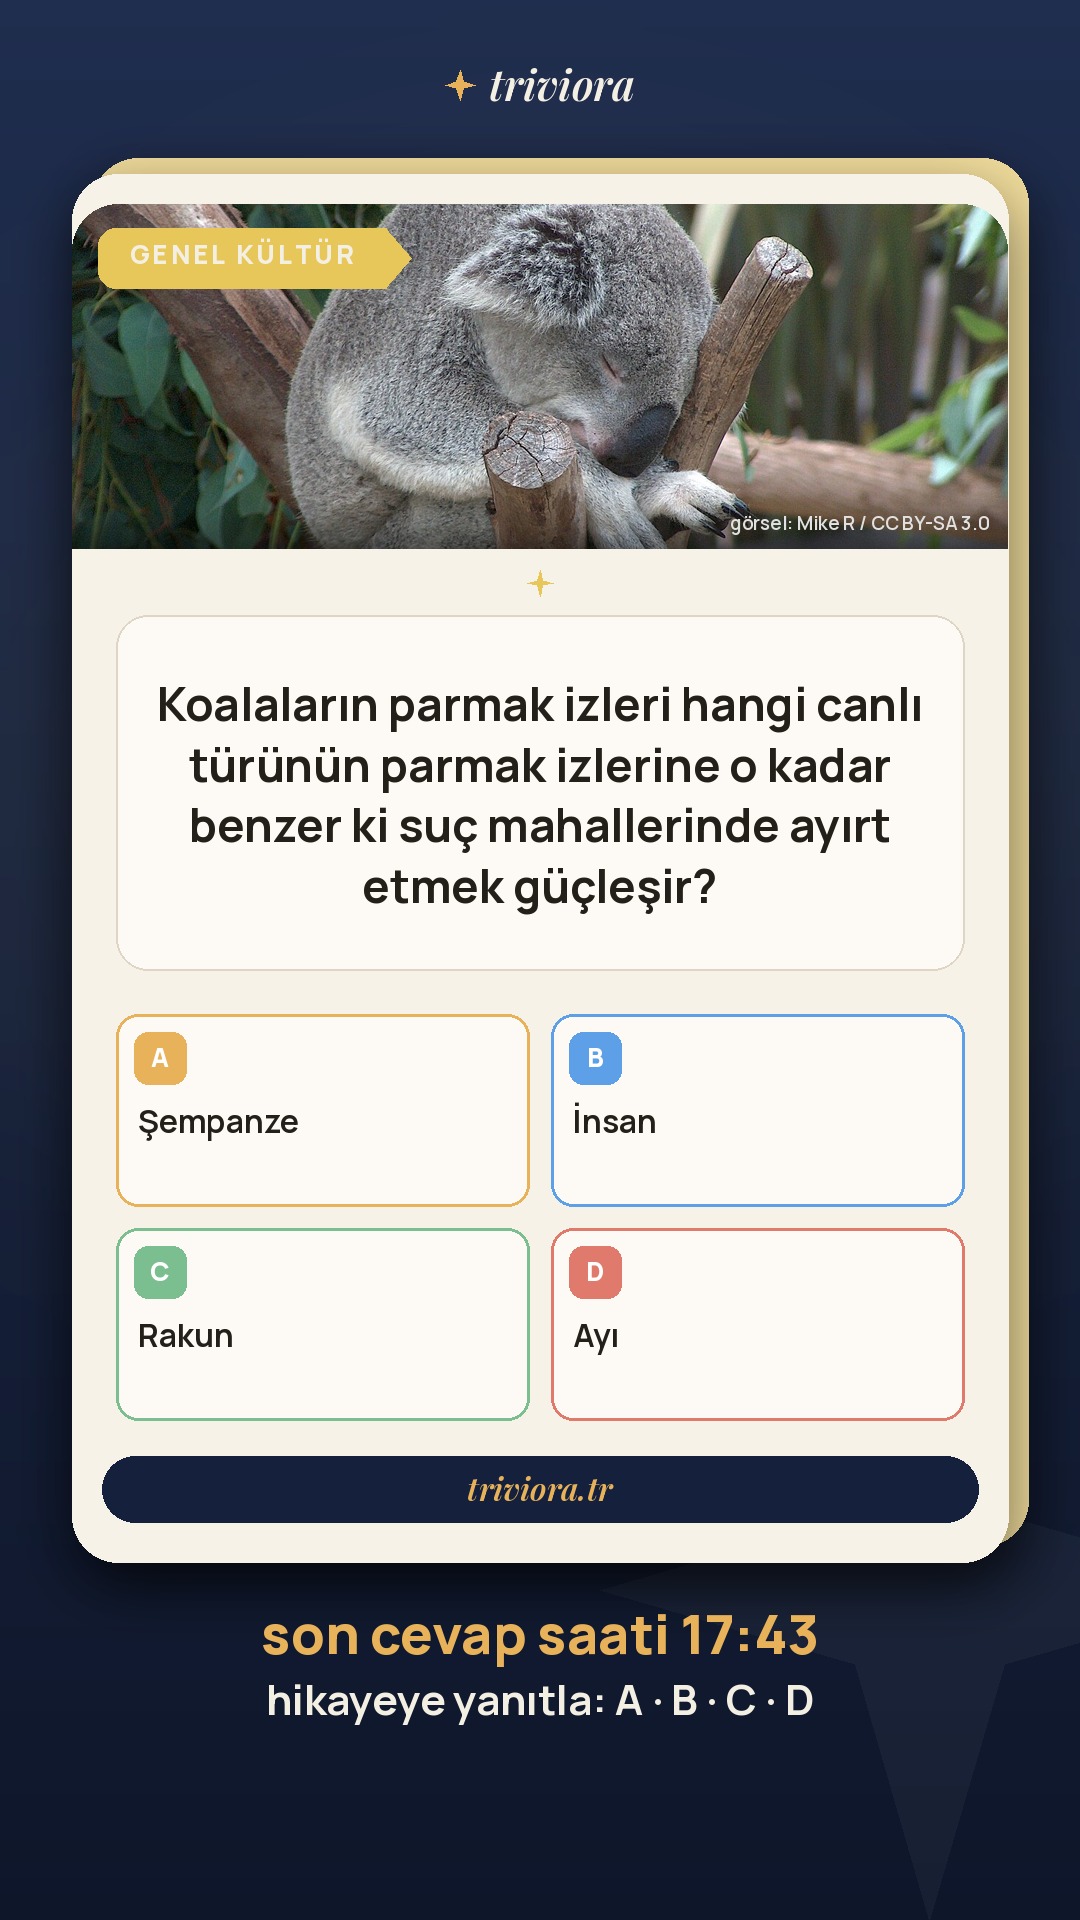 triviora
GENEL KÜLTÜR
görsel: Mike R / CC BY-SA 3.0
Koalaların parmak izleri hangi canlı
türünün parmak izlerine o kadar
benzer ki suç mahallerinde ayırt
etmek güçleşir?
A
Şempanze
B
İnsan
C
Rakun
D
Ayı
triviora.tr
son cevap saati 17:43
hikayeye yanıtla: A · B · C · D